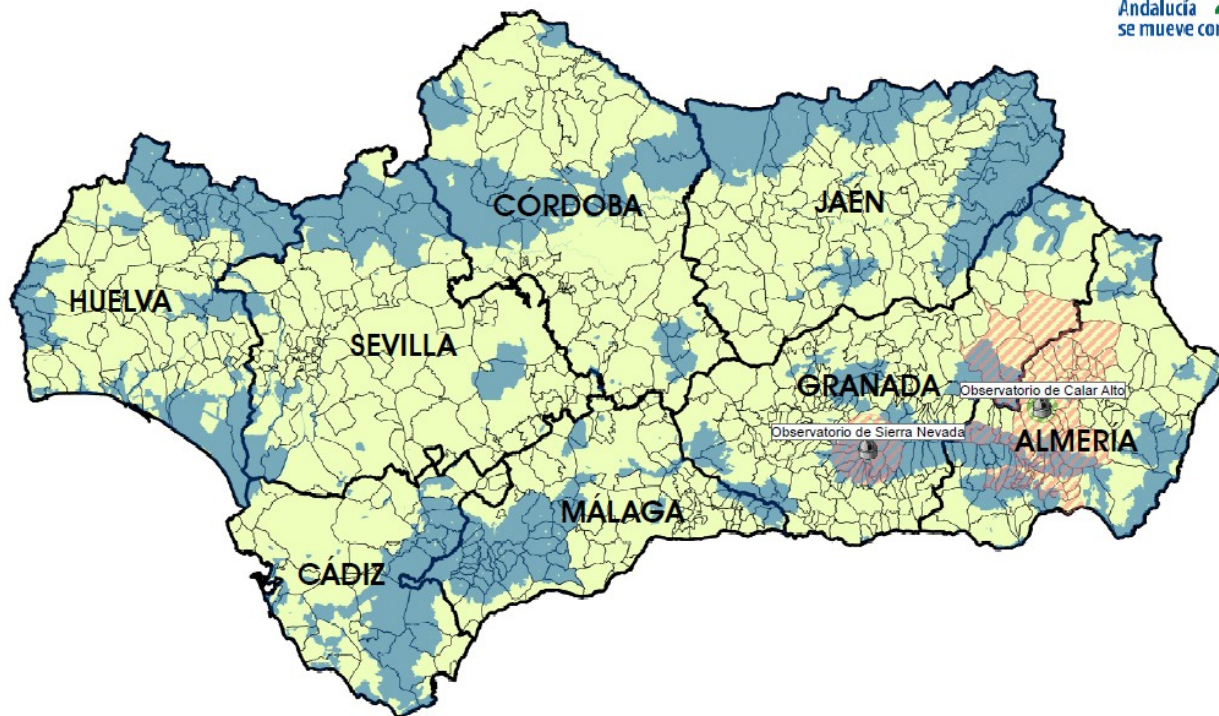 Andalucía
se mueve con
CÓRDOBA
JAÉN
HUELVA
SEVILLA
GRANADA
Observatorio de Calar Alto
Observatorio de Sierra Nevada
ALMERÍA
MÁLAGA
CÁDIZ